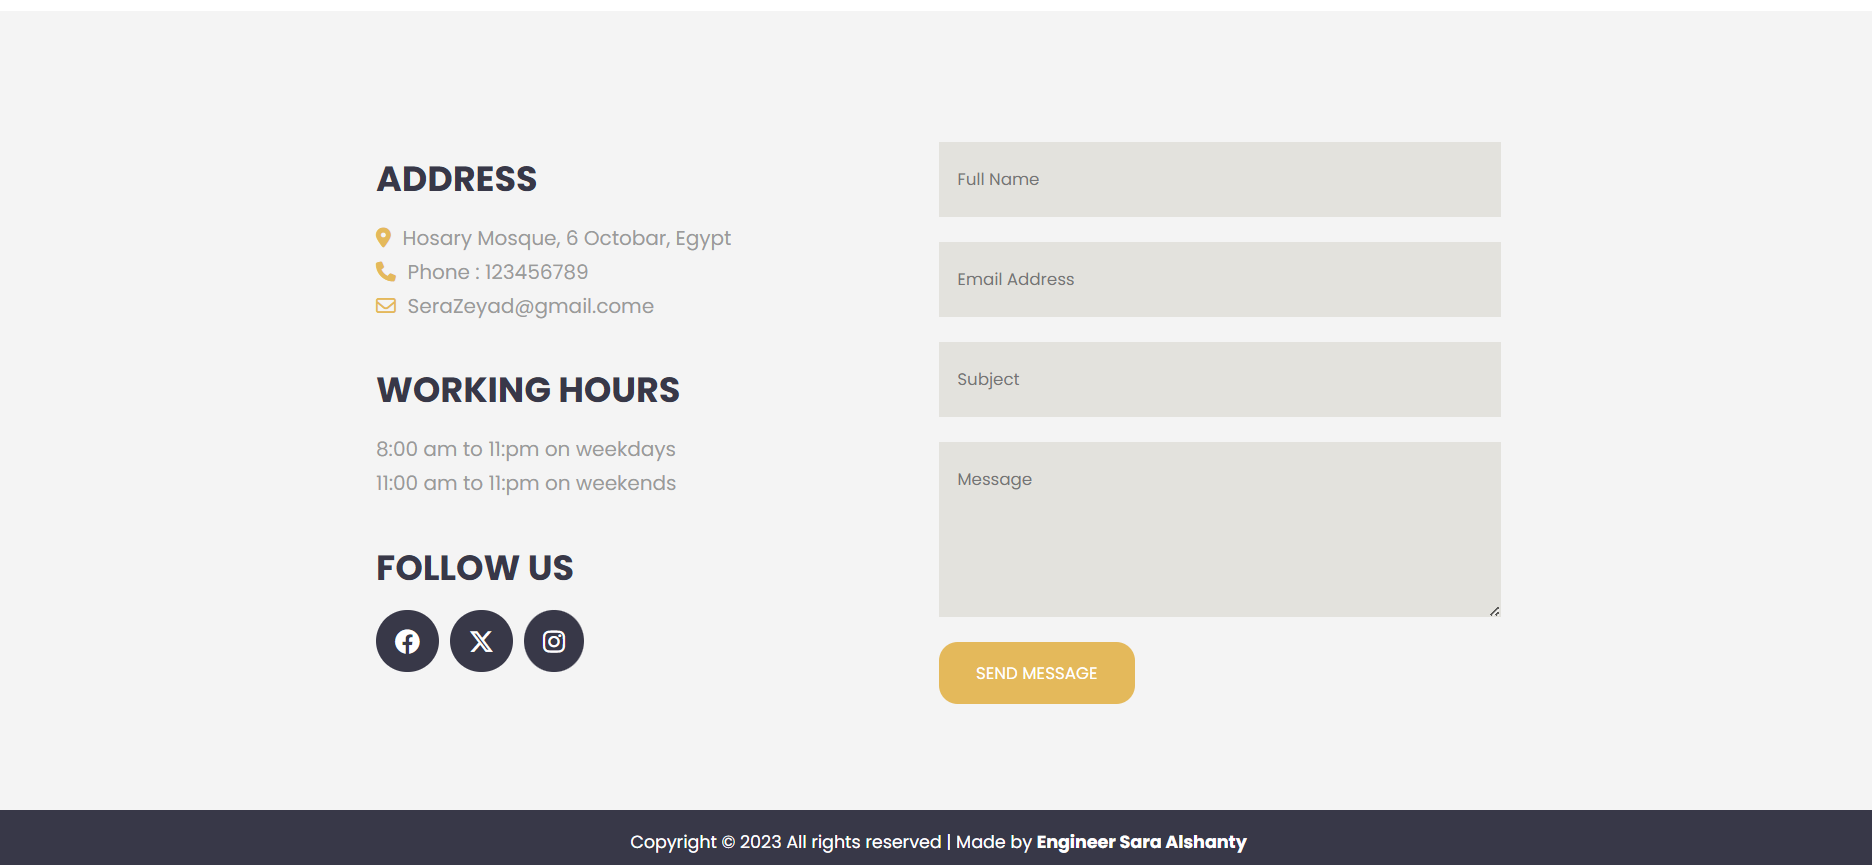 ADDRESS
Hosary Mosque, 6 Octobar, Egypt
Phone : 123456789
SeraZeyad@gmail.come
WORKING HOURS
8:00 am to 11:pm on weekdays
11:00 am to 11:pm on weekends
FOLLOW US
Full Name
Email Address
Subject
Message
SEND MESSAGE
Copyright © 2023 All rights reserved | Made by Engineer Sara Alshanty